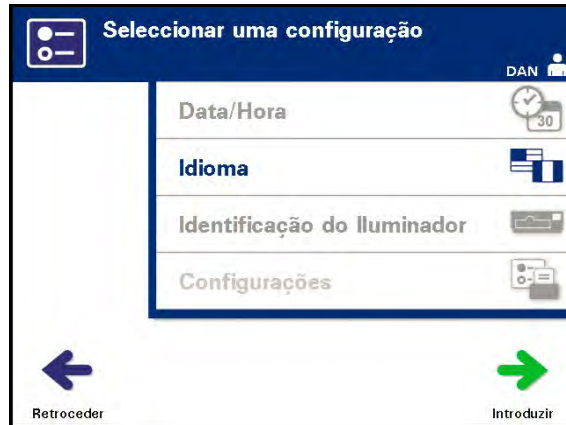 Seleccionar uma configuração
DAN
Data/Hora
30
Idioma
Identificação do Iluminador
Configurações
Retroceder
Introduzir